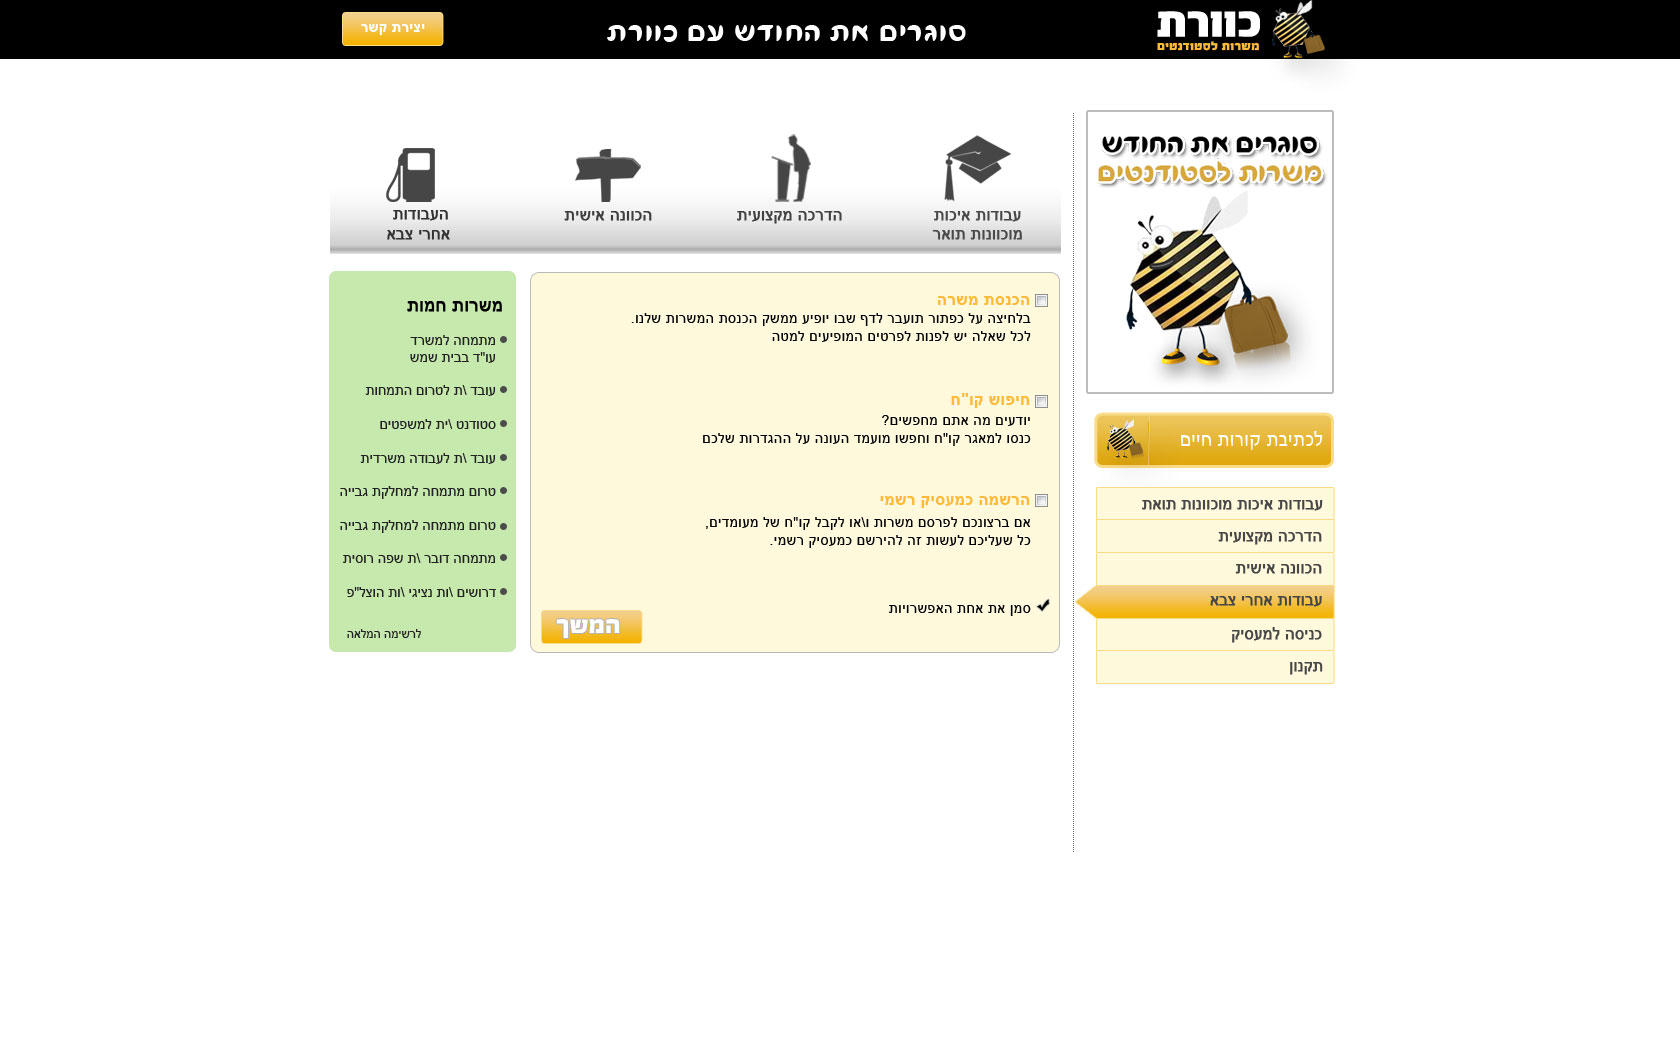 כוורת
משרות לסטודנטים
סוגרים את החודש עם כוורת
יצירת קשר
סוגרים את החודש
משרות לסטודנטים
לכתיבת קורות חיים
עבודות איכות מוכוונות תואת
הדרכה מקצועית
הכוונה אישית
עבודות אחרי צבא
כניסה למעסיק
תקנון
עבודות איכות
מוכוונות תואר
הדרכה מקצועית
הכוונה אישית
העבודות
אחרי צבא
הכנסת משרה
בלחיצה על כפתור תועבר לדף שבו יופיע ממשק הכנסת המשרות שלנו.
לכל שאלה יש לפנות לפרטים המופיעים למטה
חיפוש קו"ח
יודעים מה אתם מחפשים?
כנסו למאגר קו"ח וחפשו מועמד העונה על ההגדרות שלכם
הרשמה כמעסיק רשמי
אם ברצונכם לפרסם משרות ו\או לקבל קו"ח של מעומדים,
כל שעליכם לעשות זה להירשם כמעסיק רשמי.
סמן את אחת האפשרויות
המשך
משרות חמות
מתמחה למשרד
עו"ד בבית שמש
עובד \ת לטרום התמחות
סטודנט \ית למשפטים
עובד \ת לעבודה משרדית
טרום מתמחה למחלקת גבייה
טרום מתמחה למחלקת גבייה
מתמחה דובר \ת שפה רוסית
דרושים \ות נציגי \ות הוצל"פ
לרשימה המלאה